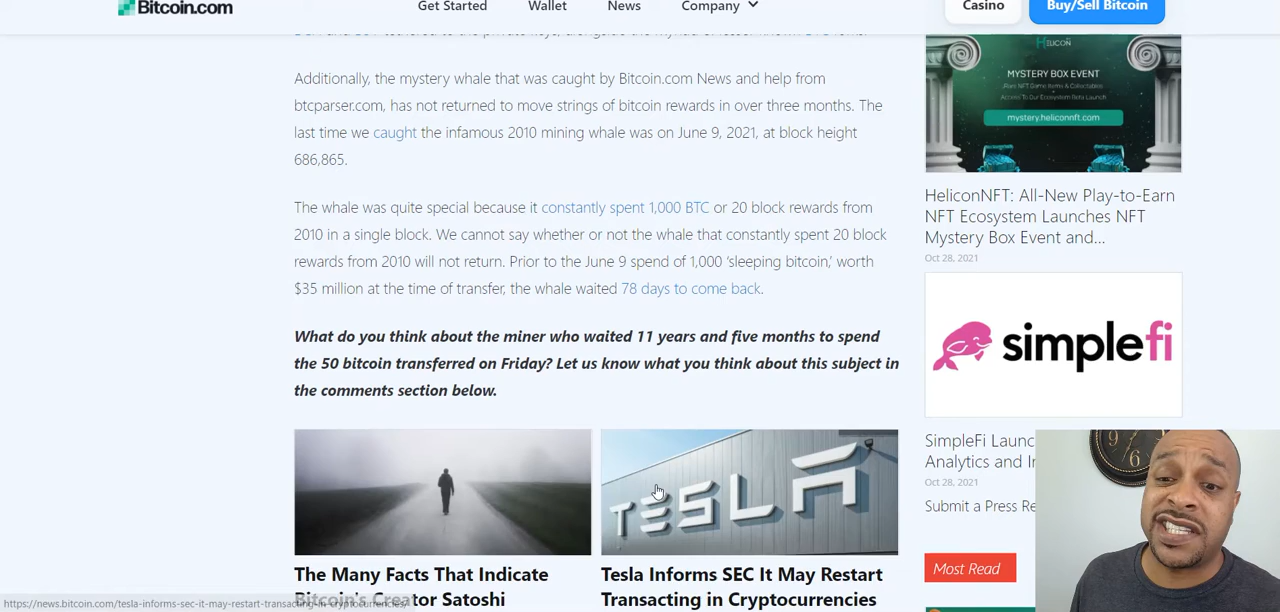 Bitcoin.com
Get Started
Wallet
News
Company
Casino
Buy/Sell Bitcoin
Additionally, the mystery whale that was caught by Bitcoin.com News and help from
btcparser.com, has not returned to move strings of bitcoin rewards in over three months. The
last time we caught the infamous 2010 mining whale was on June 9, 2021, at block height
686,865.
The whale was quite special because it constantly spent 1,000 BTC or 20 block rewards from
2010 in a single block. We cannot say whether or not the whale that constantly spent 20 block
rewards from 2010 will not return. Prior to the June 9 spend of 1,000 ‘sleeping bitcoin,’ worth
$35 million at the time of transfer, the whale waited 78 days to come back.
What do you think about the miner who waited 11 years and five months to spend
the 50 bitcoin transferred on Friday? Let us know what you think about this subject in
the comments section below.
TESLA
The Many Facts That Indicate
Bitcoin's Creator Satoshi
Tesla Informs SEC It May Restart
Transacting in Cryptocurrencies
https://news.bitcoin.com/tesla-informs-sec-it-may-restart-transacting-in-cryptocurrencies/
HELICON
MYSTERY BOX EVENT
mystery.heliconnft.com
HeliconNFT: All-New Play-to-Earn
NFT Ecosystem Launches NFT
Mystery Box Event and...
Oct 28, 2021
simplefi
SimpleFi Launc
Analytics and I
Oct 28, 2021
Submit a Press Re
Most Read